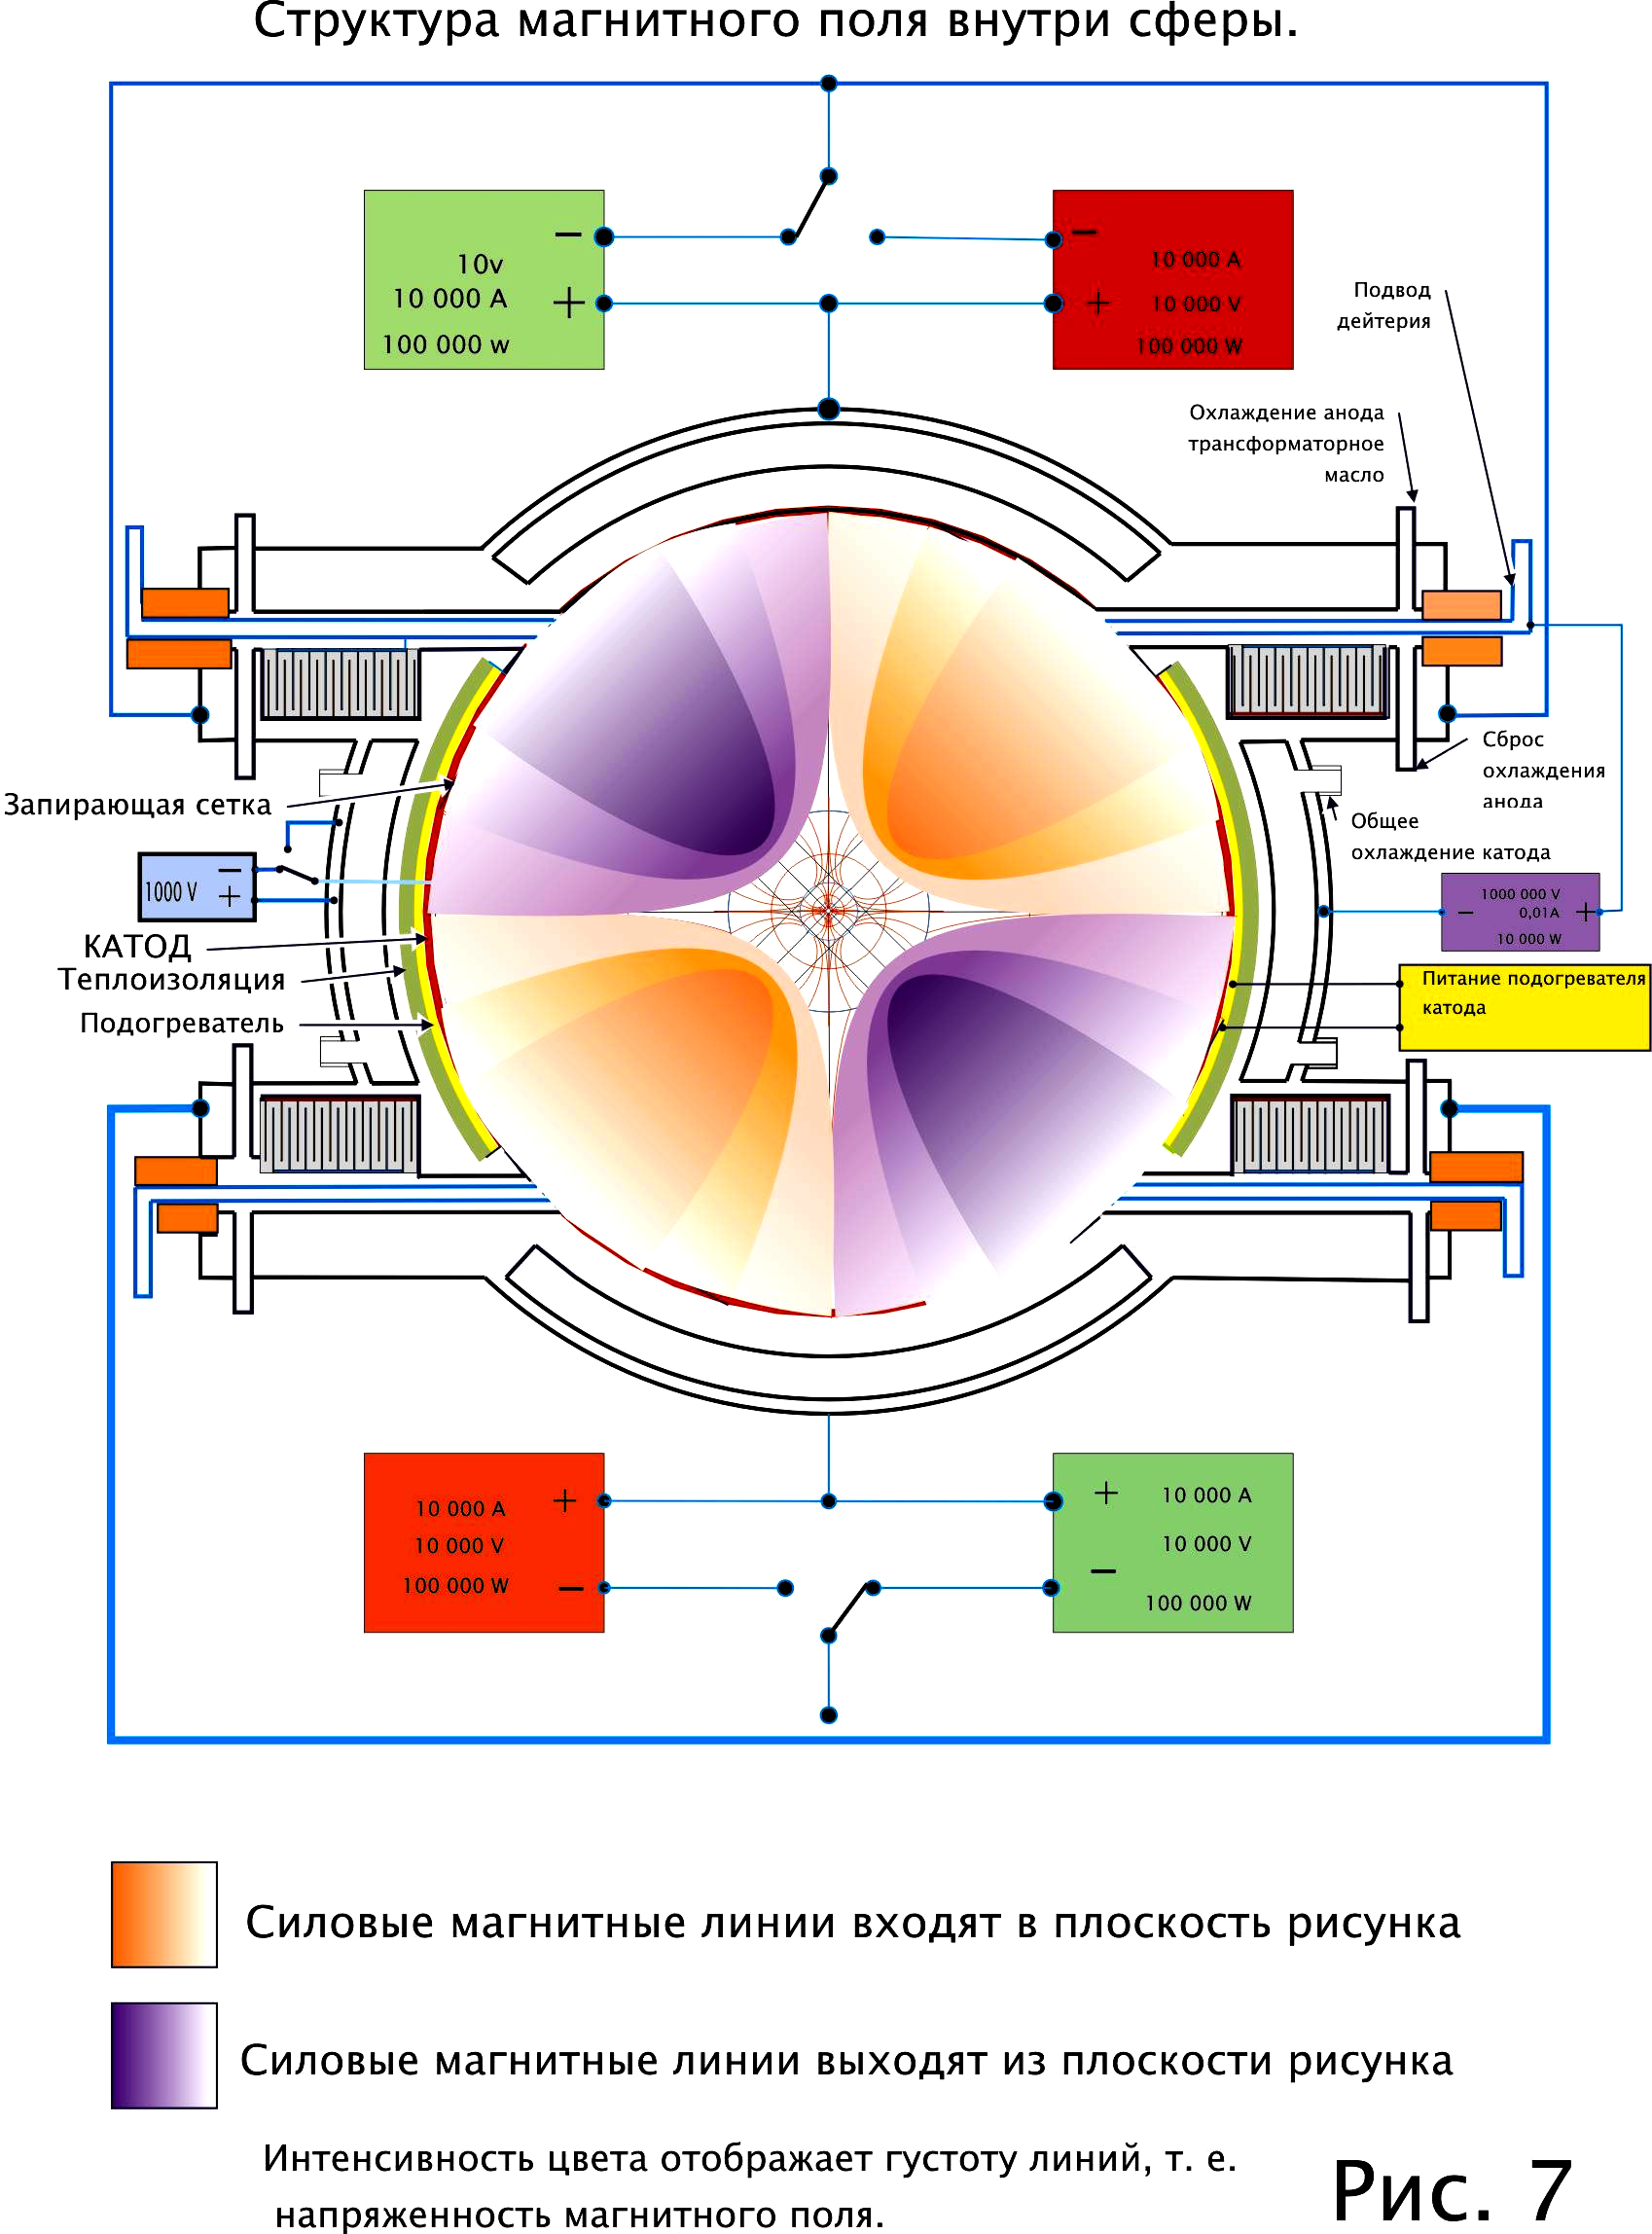 Структура магнитного поля внутри сферы.
−
10v
10 000 A
+
100 000 w
−
10 000 A
+
10 000 V
100 000 W
Подвод
дейтерия
Охлаждение анода
трансформаторное
масло
Сброс
охлаждения
анода
Общее
охлаждение катода
Запирающая сетка
1000 V
−
+
КАТОД
Теплоизоляция
Подогреватель
1000 000 V
− 0,01A +
10 000 W
Питание подогревателя
катода
10 000 A +
10 000 V
100 000 W −
+ 10 000 A
10 000 V
−
100 000 W
Силовые магнитные линии входят в плоскость рисунка
Силовые магнитные линии выходят из плоскости рисунка
Интенсивность цвета отображает густоту линий, т. е.
напряженность магнитного поля.
Рис. 7